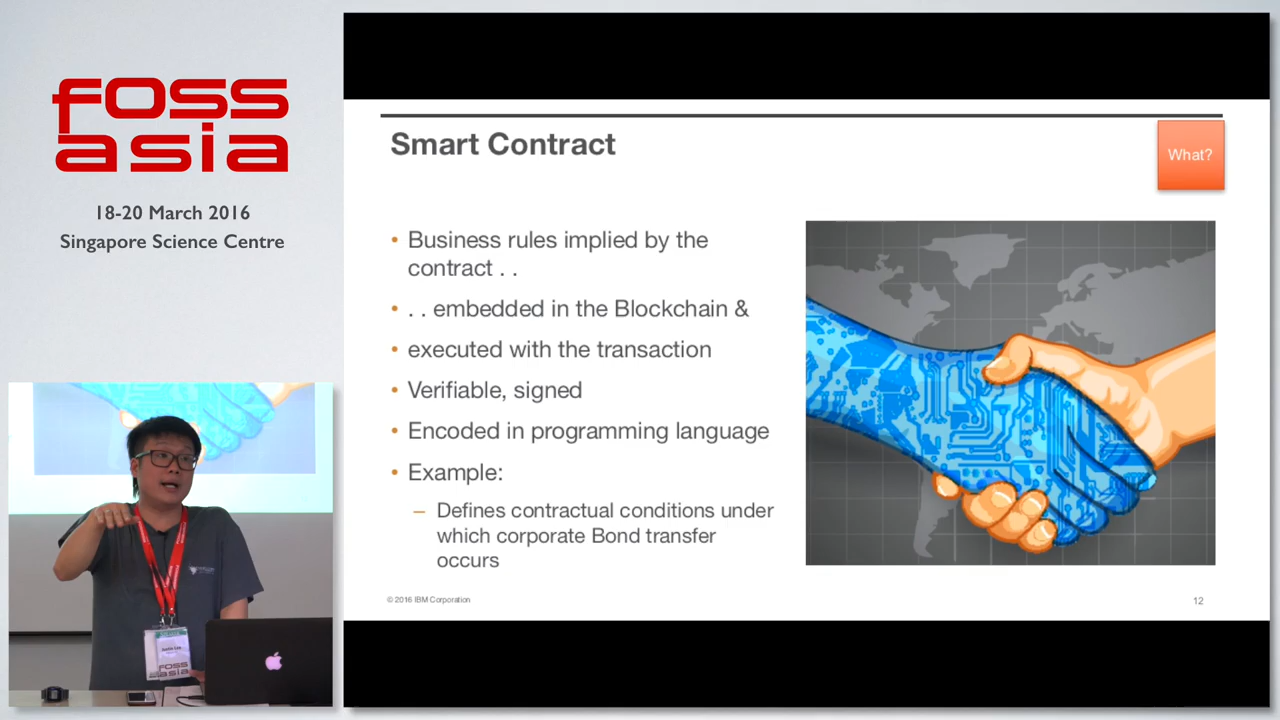 foss
asia
18-20 March 2016
Singapore Science Centre
Smart Contract
What?
• Business rules implied by the
contract . .
• . . embedded in the Blockchain &
• executed with the transaction
• Verifiable, signed
• Encoded in programming language
• Example:
– Defines contractual conditions under
which corporate Bond transfer
occurs
© 2016 IBM Corporation
12
FOSS
asia